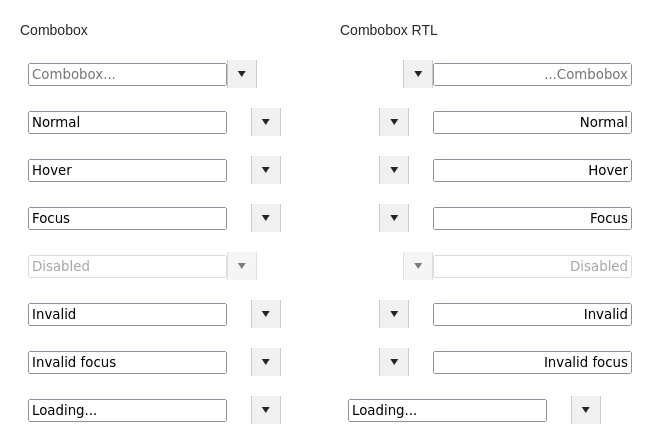 Combobox
Combobox RTL
Combobox...
...Combobox
Normal
Normal
Hover
Hover
Focus
Focus
Disabled
Disabled
Invalid
Invalid
Invalid focus
Invalid focus
Loading...
Loading...